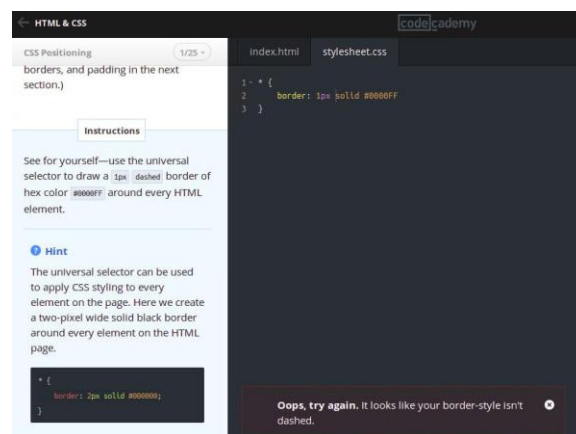 ← HTML & CSS
codecademy
CSS Positioning 1/25
borders, and padding in the next
section.)
Instructions
See for yourself—use the universal
selector to draw a 1px dashed border of
hex color #0000FF around every HTML
element.
Hint
The universal selector can be used
to apply CSS styling to every
element on the page. Here we create
a two-pixel wide solid black border
around every element on the HTML
page.
* {
border: 2px solid #000000;
}
index.html stylesheet.css
1 * {
2 border: 1px solid #0000FF
3 }
Oops, try again. It looks like your border-style isn't
dashed.